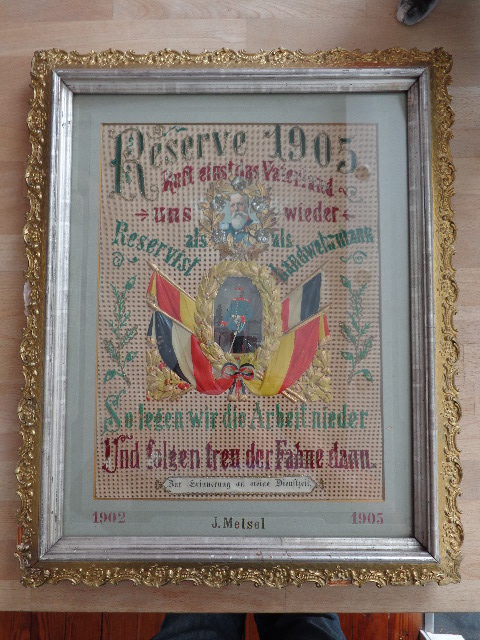 Reserve 1905.
Ruft einst das Vaterland
uns wieder
als als
Reservist Landwehrmann
So legen wir die Arbeit nieder
Und folgen treu der Fahne dann.
Zur Erinnerung an meine Dienstzeit.
1902 1905
J. Metsel